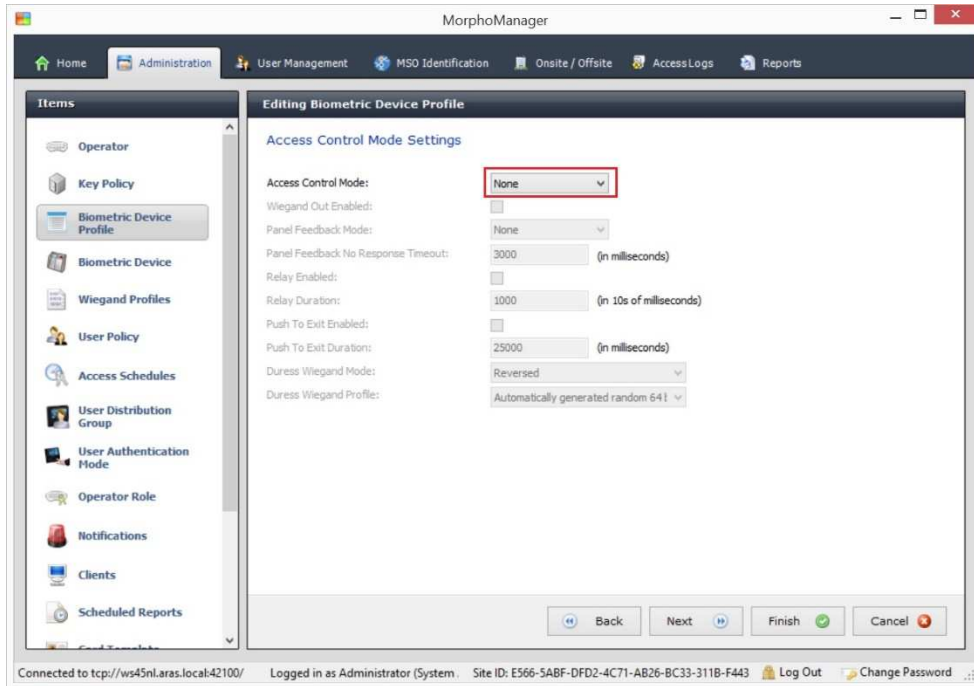 MorphoManager
Home Administration User Management MSO Identification Onsite / Offsite Access Logs Reports
Items
Operator
Key Policy
Biometric Device
Profile
Biometric Device
Wiegand Profiles
User Policy
Access Schedules
User Distribution
Group
User Authentication
Mode
Operator Role
Notifications
Clients
Scheduled Reports
Card Template
Editing Biometric Device Profile
Access Control Mode Settings
Access Control Mode: None
Wiegand Out Enabled:
Panel Feedback Mode: None
Panel Feedback No Response Timeout: 3000 (in milliseconds)
Relay Enabled:
Relay Duration: 1000 (in 10s of milliseconds)
Push To Exit Enabled:
Push To Exit Duration: 25000 (in milliseconds)
Duress Wiegand Mode: Reversed
Duress Wiegand Profile: Automatically generated random 64
Back Next Finish Cancel
Connected to tcp://ws45nl.aras.local:42100/ Logged in as Administrator (System. Site ID: E566-5ABF-DFD2-4C71-AB26-BC33-311B-F443 Log Out Change Password